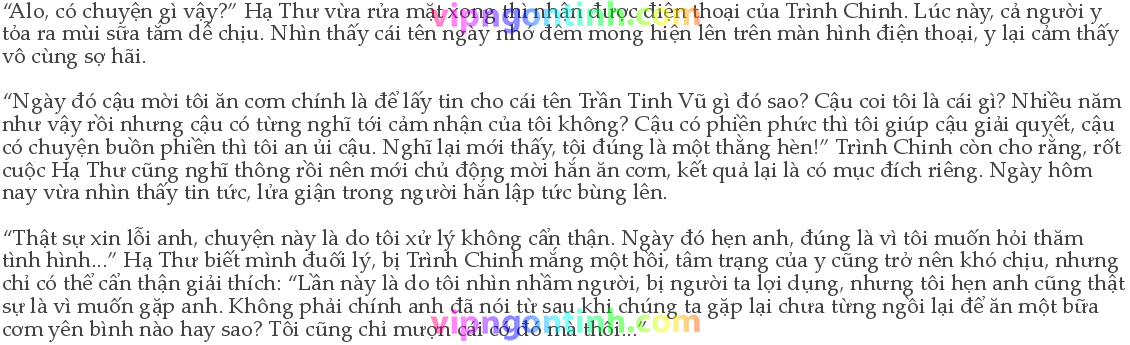 “Alo, có chuyện gì vậy?” Hạ Thư vừa rửa mặt xong thì nhận được điện thoại của Trình Chinh. Lúc này, cả người y
vipngontinh.com
tỏa ra mùi sữa tắm dễ chịu. Nhìn thấy cái tên ngày nhớ đêm mong hiện lên trên màn hình điện thoại, y lại cảm thấy
vô cùng sợ hãi.
“Ngày đó cậu mời tôi ăn cơm chính là để lấy tin cho cái tên Trần Tinh Vũ gì đó sao? Cậu coi tôi là cái gì? Nhiều năm
như vậy rồi nhưng cậu có từng nghĩ tới cảm nhận của tôi không? Cậu có phiền phức thì tôi giúp cậu giải quyết, cậu
có chuyện buồn phiền thì tôi an ủi cậu. Nghĩ lại mới thấy, tôi đúng là một thằng hèn!” Trình Chinh còn cho rằng, rốt
cuộc Hạ Thư cũng nghĩ thông rồi nên mới chủ động mời hắn ăn cơm, kết quả lại là có mục đích riêng. Ngày hôm
nay vừa nhìn thấy tin tức, lửa giận trong người hắn lập tức bùng lên.
“Thật sự xin lỗi anh, chuyện này là do tôi xử lý không cẩn thận. Ngày đó hẹn anh, đúng là vì tôi muốn hỏi thăm
tình hình...” Hạ Thư biết mình đuối lý, bị Trình Chinh mắng một hồi, tâm trạng của y cũng trở nên khó chịu, nhưng
chỉ có thể cẩn thận giải thích: “Lần này là do tôi nhìn nhầm người, bị người ta lợi dụng, nhưng tôi hẹn anh cũng thật
sự là vì muốn gặp anh. Không phải chính anh đã nói từ sau khi chúng ta gặp lại chưa từng ngồi lại để ăn một bữa
cơm yên bình nào hay sao? Tôi cũng chỉ mượn cái cớ đó mà thôi...”
vipngontinh.com